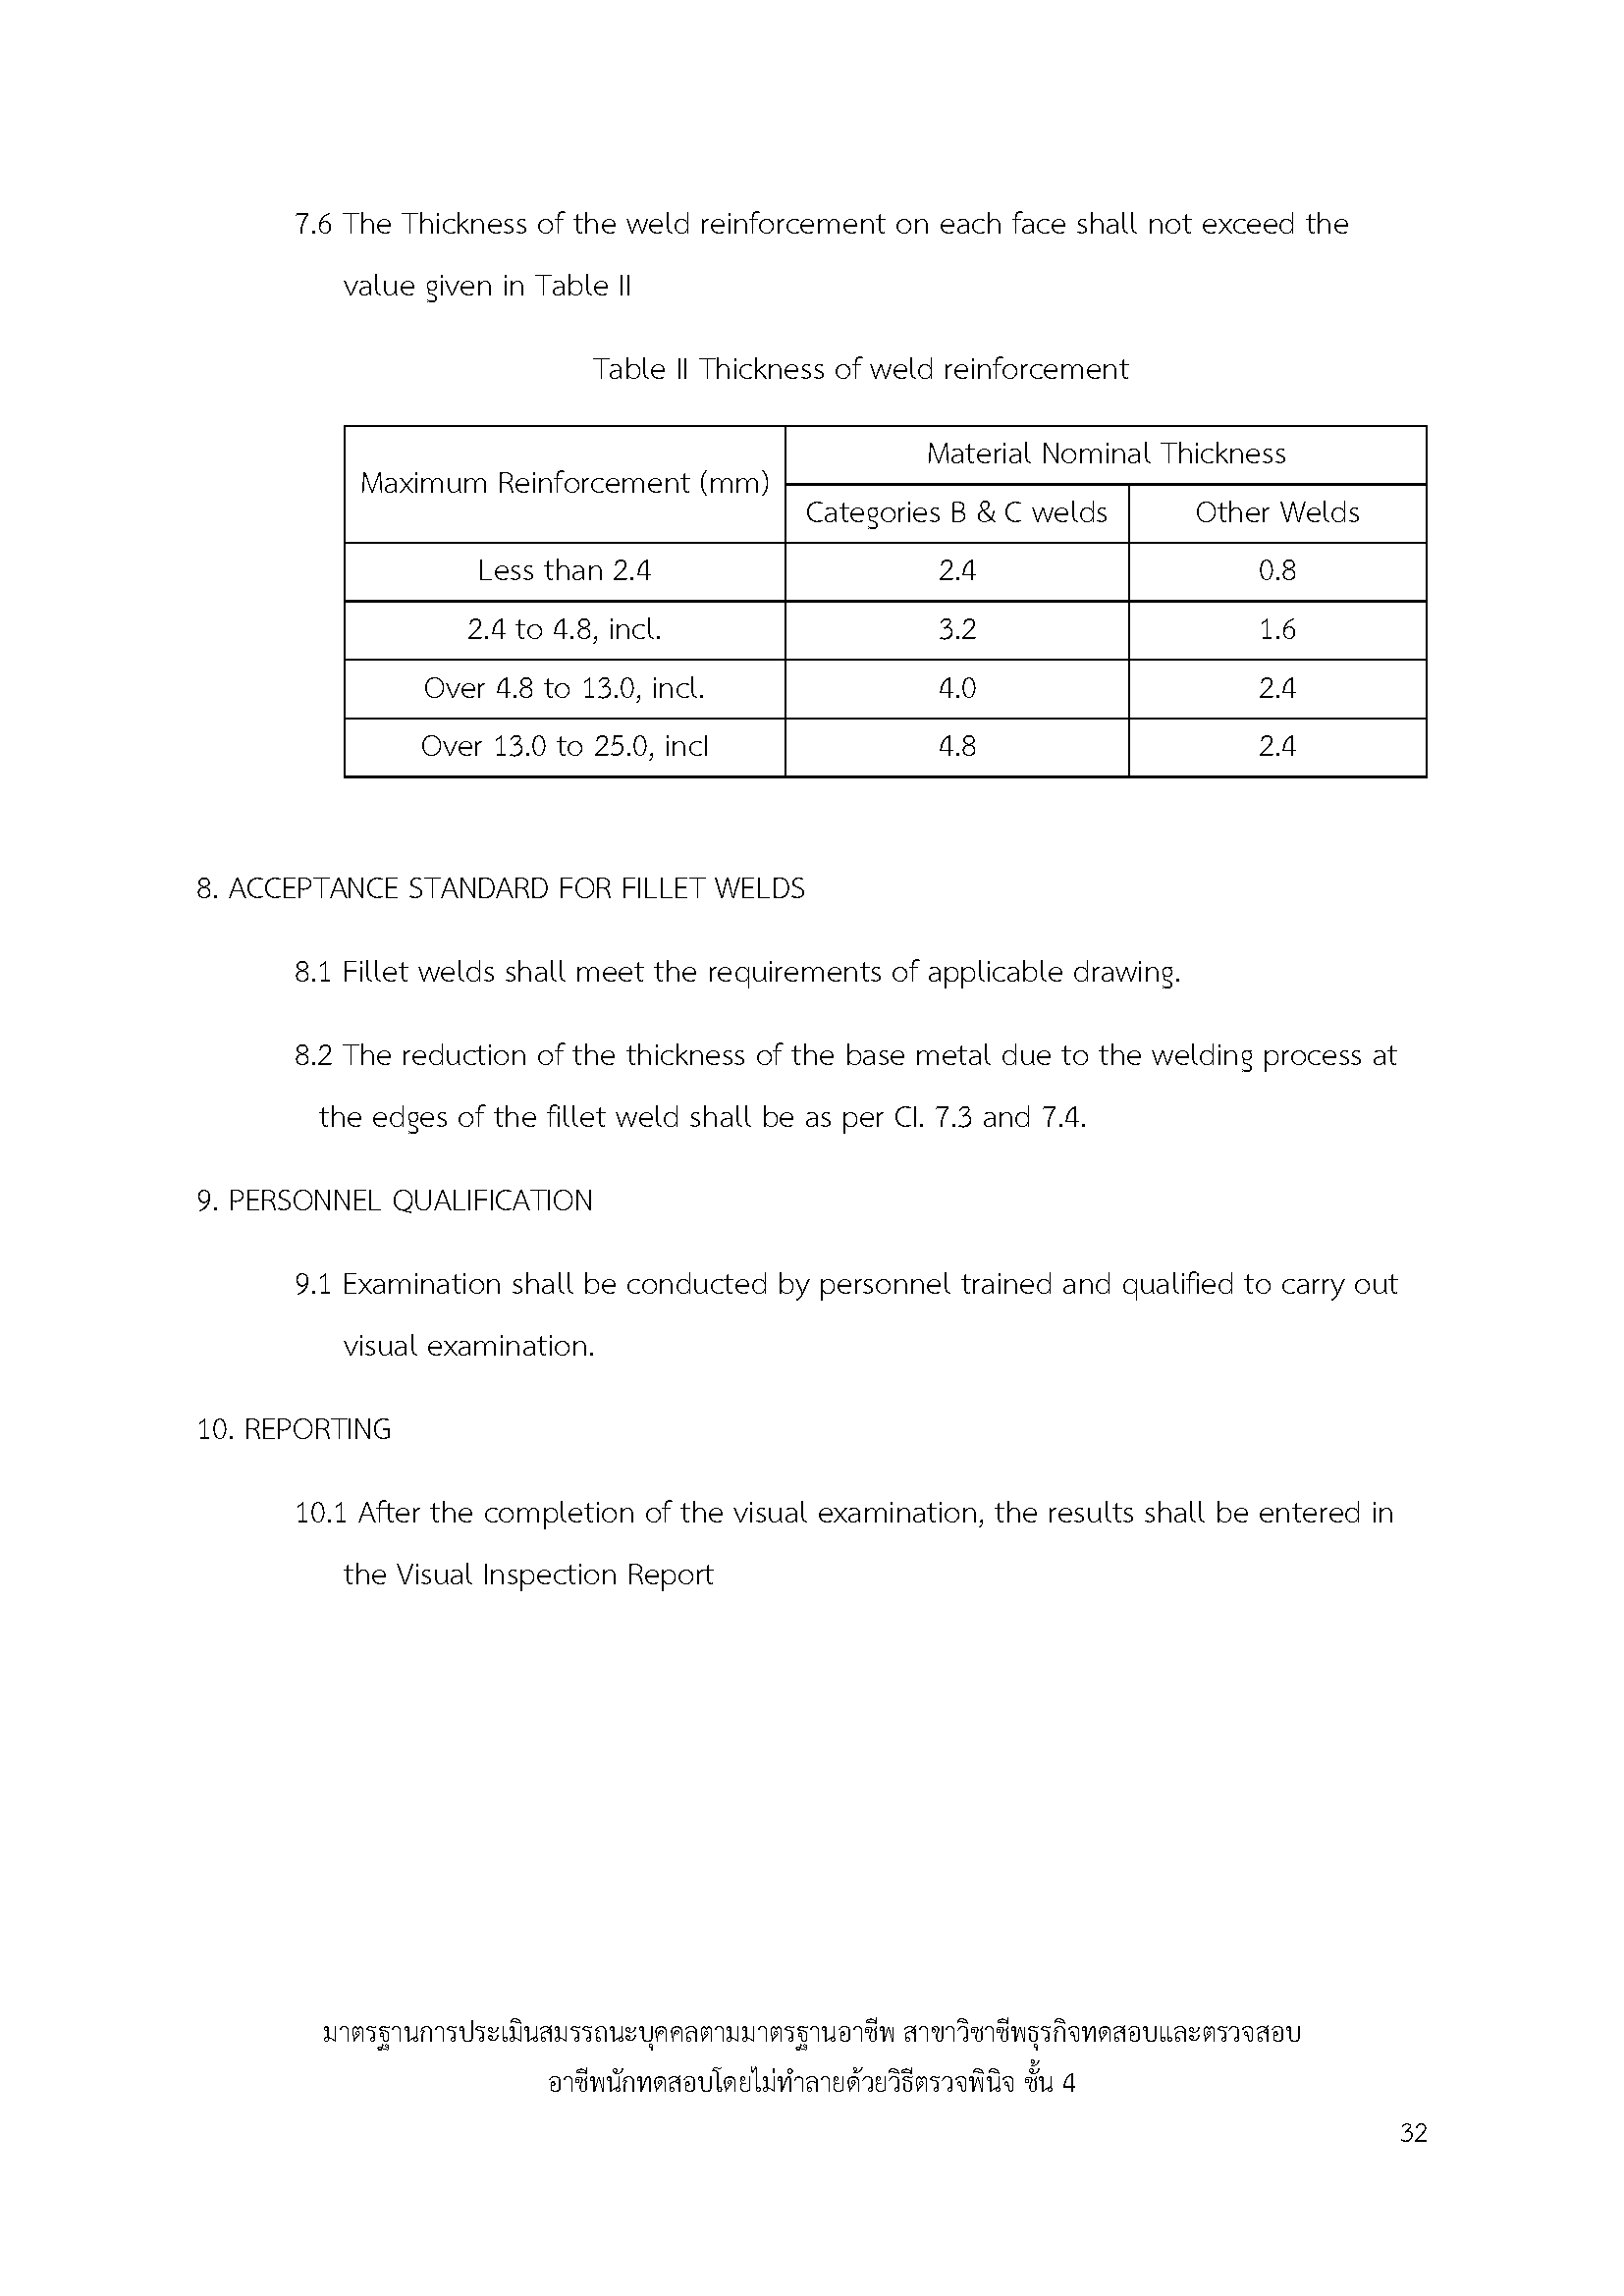 7.6 The Thickness of the weld reinforcement on each face shall not exceed the
value given in Table II
Table II Thickness of weld reinforcement
Maximum Reinforcement (mm) Material Nominal Thickness
Categories B & C welds Other Welds
Less than 2.4 2.4 0.8
2.4 to 4.8, incl. 3.2 1.6
Over 4.8 to 13.0, incl. 4.0 2.4
Over 13.0 to 25.0, incl 4.8 2.4
8. ACCEPTANCE STANDARD FOR FILLET WELDS
8.1 Fillet welds shall meet the requirements of applicable drawing.
8.2 The reduction of the thickness of the base metal due to the welding process at
the edges of the fillet weld shall be as per CI. 7.3 and 7.4.
9. PERSONNEL QUALIFICATION
9.1 Examination shall be conducted by personnel trained and qualified to carry out
visual examination.
10. REPORTING
10.1 After the completion of the visual examination, the results shall be entered in
the Visual Inspection Report
มาตรฐานการประเมินสมรรถนะบุคคลตามมาตรฐานอาชีพ สาขาวิชาชีพธุรกิจทดสอบและตรวจสอบ
อาชีพนักทดสอบโดยไม่ทำลายด้วยวิธีตรวจพินิจ ชั้น 4
32